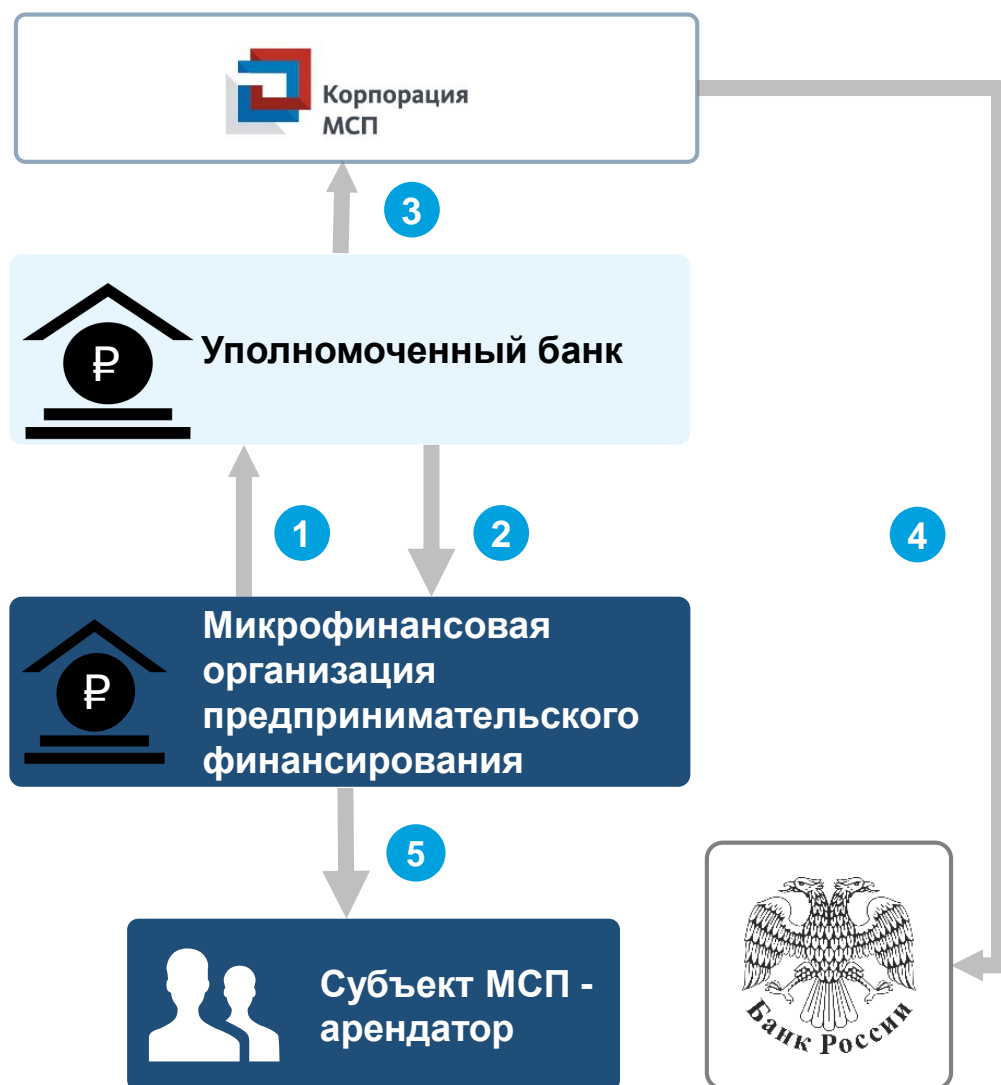 Корпорация
МСП
3
₽
Уполномоченный банк
1
2
4
₽
Микрофинансовая
организация
предпринимательского
финансирования
5
Субъект МСП -
арендатор
Банк России